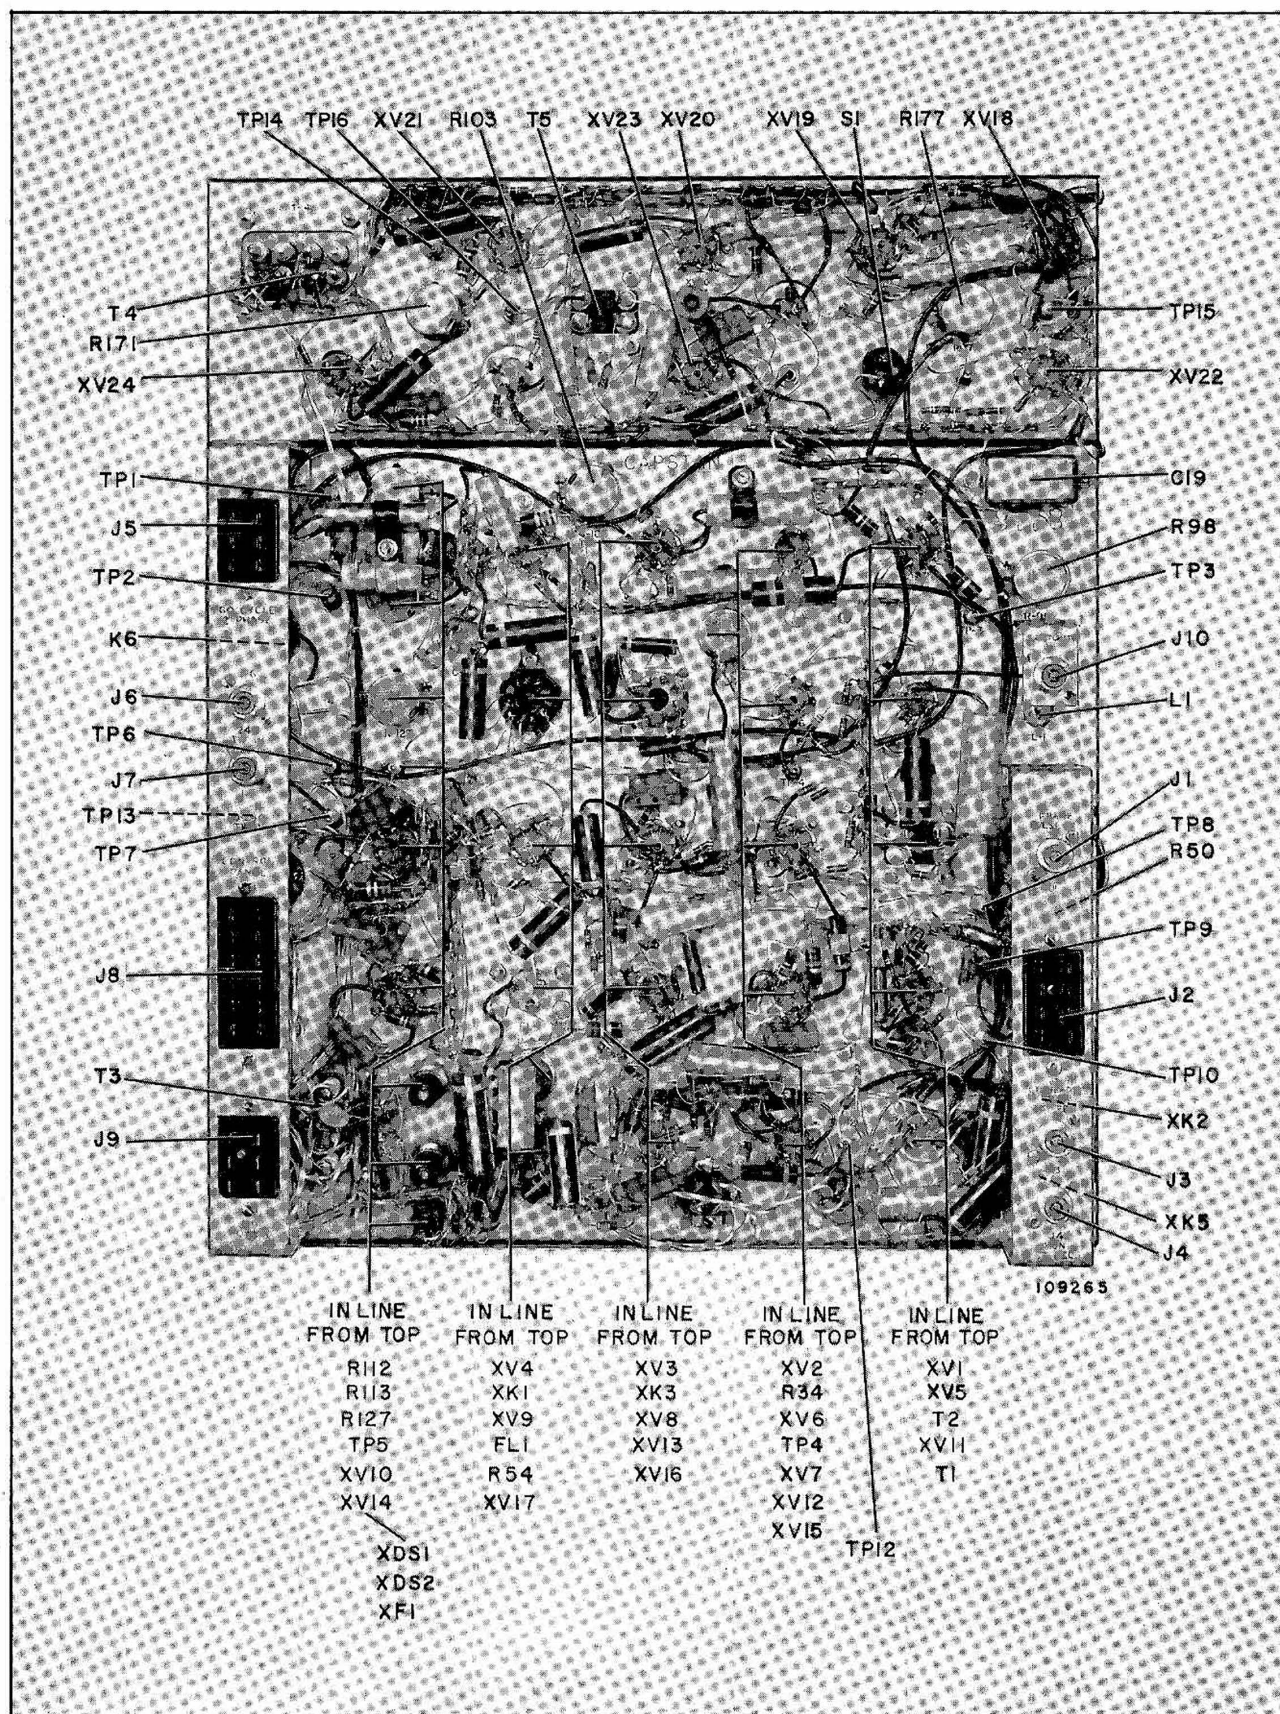 TP14 TP16 XV21 R103 T5 XV23 XV20 XV19 S1 R177 XV18
T4
R171
XV24
TP15
XV22
CAPSTAN
TP1
J5
TP2
K6
J6
TP6
J7
TP13
TP7
J8
T3
J9
C19
R98
TP3
J10
L1
J1
TP8
R50
TP9
J2
TP10
XK2
J3
XK5
J4
109265
IN LINE
FROM TOP
R112
R113
R127
TP5
XV10
XV14
XDS1
XDS2
XF1
IN LINE
FROM TOP
XV4
XK1
XV9
FL1
R54
XV17
IN LINE
FROM TOP
XV3
XK3
XV8
XV13
XV16
IN LINE
FROM TOP
XV2
R34
XV6
TP4
XV7
XV12
XV15
IN LINE
FROM TOP
XV1
XV5
T2
XV11
T1
TP12